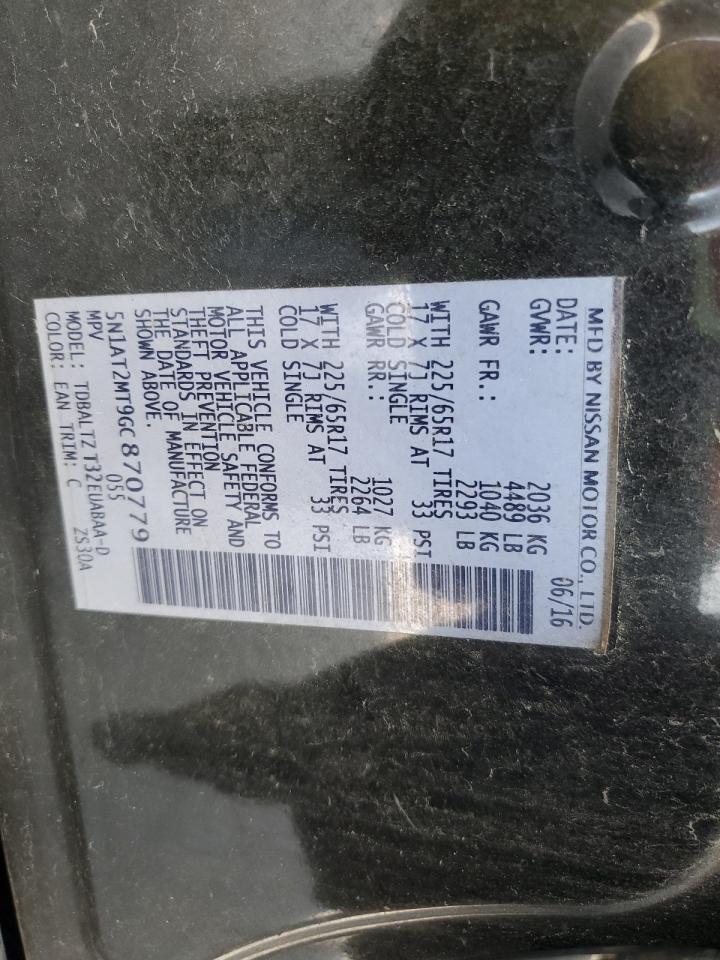 MFD BY NISSAN MOTOR CO., LTD.
DATE: 06/16
GVWR: 2036 KG
4489 LB
GAWR FR.: 1040 KG
2293 LB
WITH 225/65R17 TIRES
17 X 7J RIMS AT 33 PSI
COLD SINGLE
GAWR RR.: 1027 KG
2264 LB
WITH 225/65R17 TIRES
17 X 7J RIMS AT 33 PSI
COLD SINGLE
THIS VEHICLE CONFORMS TO
ALL APPLICABLE FEDERAL
MOTOR VEHICLE SAFETY AND
THEFT PREVENTION
STANDARDS IN EFFECT ON
THE DATE OF MANUFACTURE
SHOWN ABOVE.
5N1AT2MT9GC870779
MPV 055
MODEL: TDBALTZ T32EUABAA-D
COLOR: EAN TRIM: C ZS30A